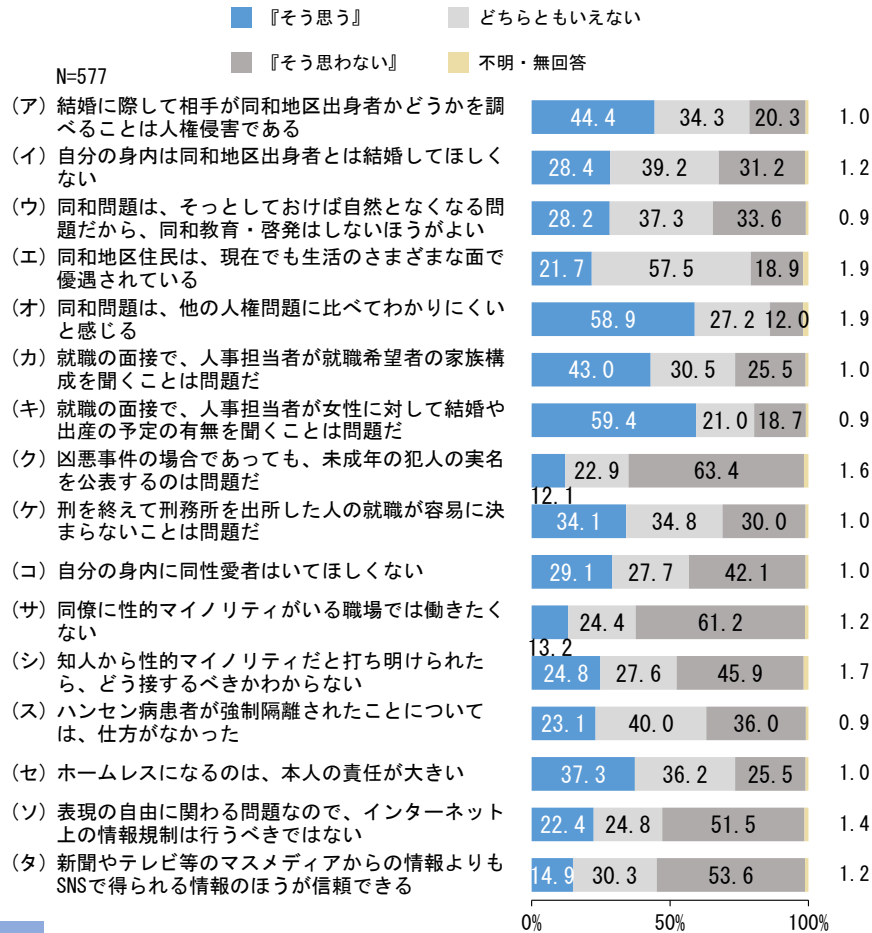 『そう思う』 どちらともいえない
『そう思わない』 不明・無回答
N=577
(ア) 結婚に際して相手が同和地区出身者かどうかを調
べることは人権侵害である
44.4 34.3 20.3 1.0
(イ) 自分の身内は同和地区出身者とは結婚してほしく
ない
28.4 39.2 31.2 1.2
(ウ) 同和問題は、そっとしておけば自然となくなる問
題だから、同和教育・啓発はしないほうがよい
28.2 37.3 33.6 0.9
(エ) 同和地区住民は、現在でも生活のさまざまな面で
優遇されている
21.7 57.5 18.9 1.9
(オ) 同和問題は、他の人権問題に比べてわかりにくい
と感じる
58.9 27.2 12.0 1.9
(カ) 就職の面接で、人事担当者が就職希望者の家族構
成を聞くことは問題だ
43.0 30.5 25.5 1.0
(キ) 就職の面接で、人事担当者が女性に対して結婚や
出産の予定の有無を聞くことは問題だ
59.4 21.0 18.7 0.9
(ク) 凶悪事件の場合であっても、未成年の犯人の実名
を公表するのは問題だ
12.1 22.9 63.4 1.6
(ケ) 刑を終えて刑務所を出所した人の就職が容易に決
まらないことは問題だ
34.1 34.8 30.0 1.0
(コ) 自分の身内に同性愛者はいてほしくない
29.1 27.7 42.1 1.0
(サ) 同僚に性的マイノリティがいる職場では働きたく
ない
13.2 24.4 61.2 1.2
(シ) 知人から性的マイノリティだと打ち明けられた
ら、どう接するべきかわからない
24.8 27.6 45.9 1.7
(ス) ハンセン病患者が強制隔離されたことについて
は、仕方がなかった
23.1 40.0 36.0 0.9
(セ) ホームレスになるのは、本人の責任が大きい
37.3 36.2 25.5 1.0
(ソ) 表現の自由に関わる問題なので、インターネット
上の情報規制は行うべきではない
22.4 24.8 51.5 1.4
(タ) 新聞やテレビ等のマスメディアからの情報よりも
SNSで得られる情報のほうが信頼できる
14.9 30.3 53.6 1.2
0% 50% 100%